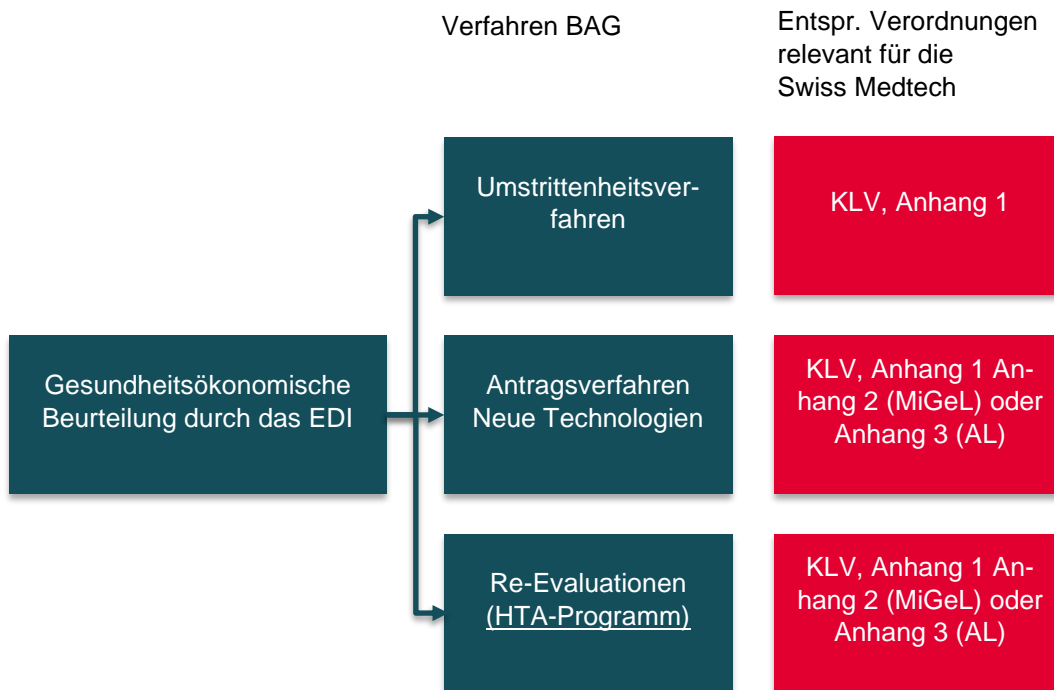 Verfahren BAG
Entspr. Verordnungen
relevant für die
Swiss Medtech
Umstrittenheitsver-
fahren
KLV, Anhang 1
Gesundheitsökonomische
Beurteilung durch das EDI
Antragsverfahren
Neue Technologien
KLV, Anhang 1 An-
hang 2 (MiGeL) oder
Anhang 3 (AL)
Re-Evaluationen
(HTA-Programm)
KLV, Anhang 1 An-
hang 2 (MiGeL) oder
Anhang 3 (AL)